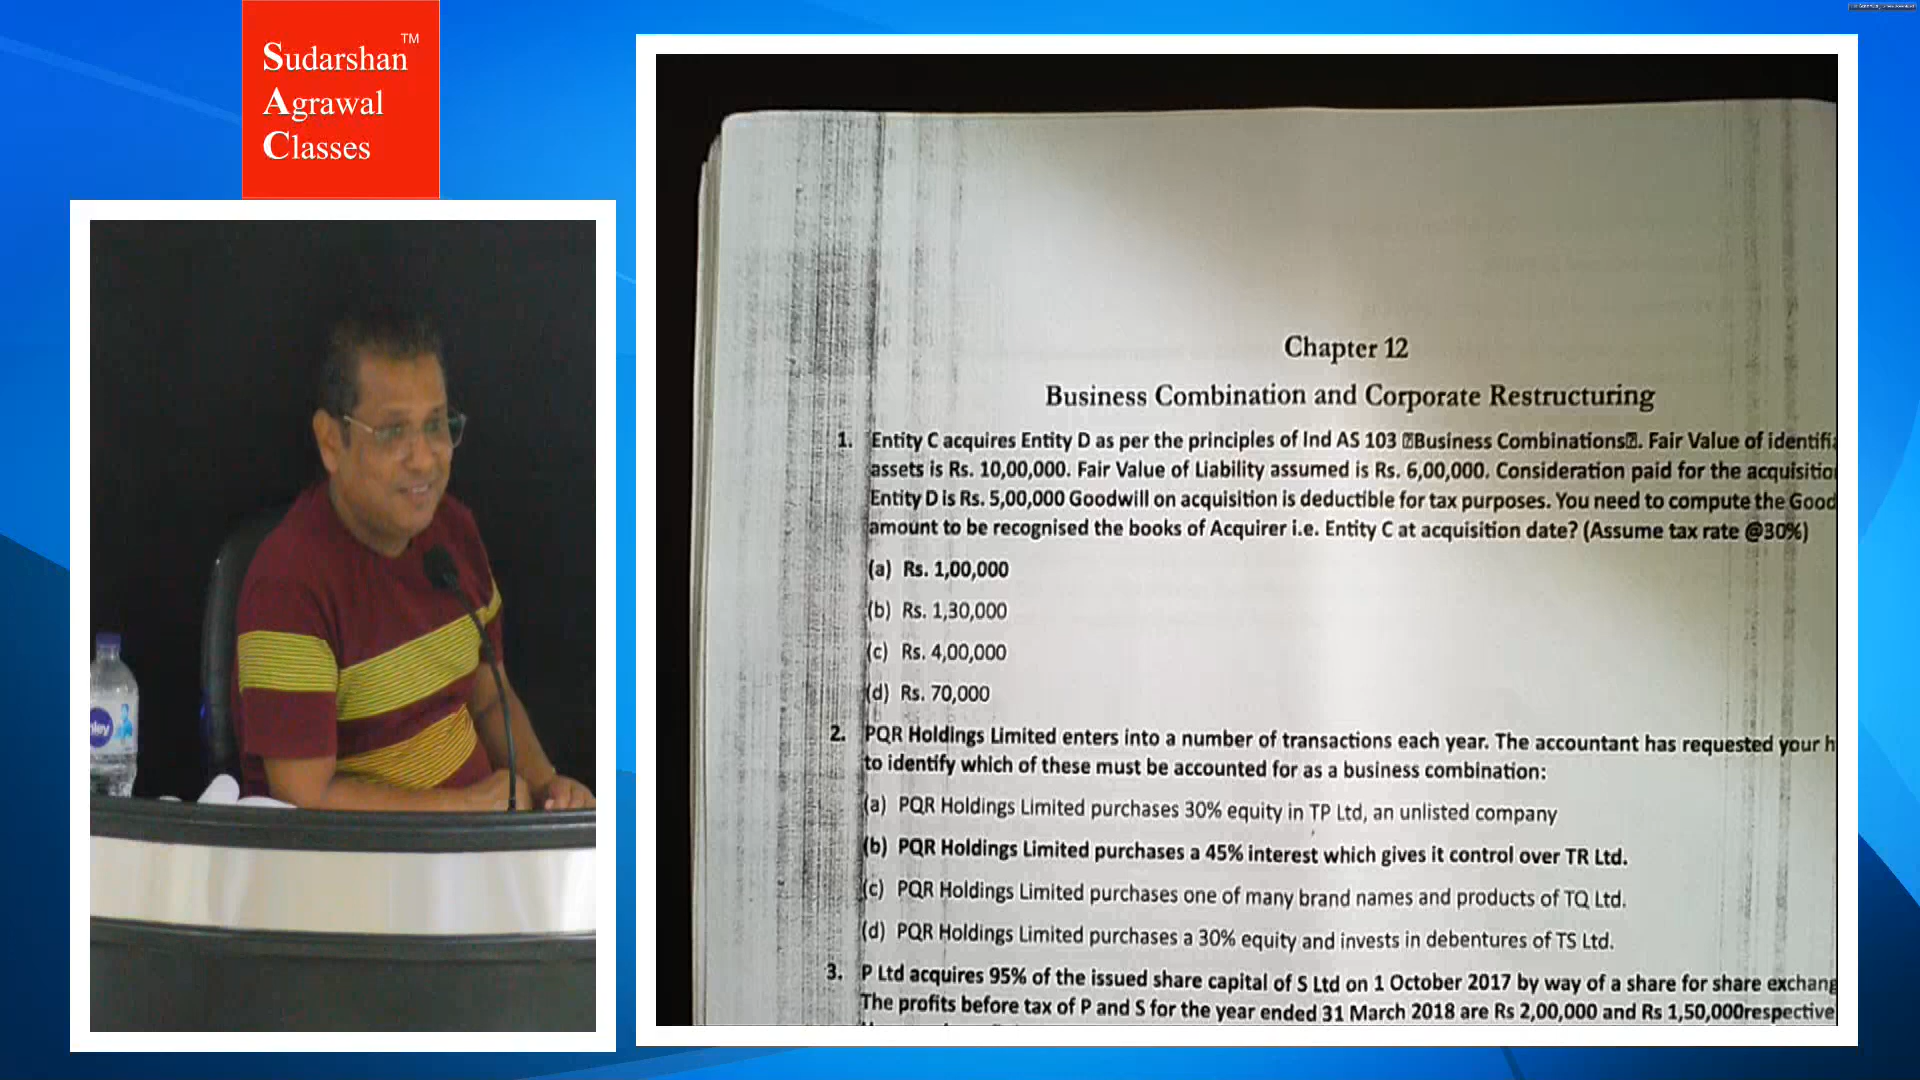 Sudarshan TM
Agrawal
Classes
Chapter 12
Business Combination and Corporate Restructuring
1. Entity C acquires Entity D as per the principles of Ind AS 103 Business Combinations. Fair Value of identifia
assets is Rs. 10,00,000. Fair Value of Liability assumed is Rs. 6,00,000. Consideration paid for the acquisitio
Entity D is Rs. 5,00,000 Goodwill on acquisition is deductible for tax purposes. You need to compute the Good
amount to be recognised the books of Acquirer i.e. Entity C at acquisition date? (Assume tax rate @30%)
(a) Rs. 1,00,000
(b) Rs. 1,30,000
(c) Rs. 4,00,000
(d) Rs. 70,000
2. PQR Holdings Limited enters into a number of transactions each year. The accountant has requested your h
to identify which of these must be accounted for as a business combination:
(a) PQR Holdings Limited purchases 30% equity in TP Ltd, an unlisted company
(b) PQR Holdings Limited purchases a 45% interest which gives it control over TR Ltd.
(c) PQR Holdings Limited purchases one of many brand names and products of TQ Ltd.
(d) PQR Holdings Limited purchases a 30% equity and invests in debentures of TS Ltd.
3. P Ltd acquires 95% of the issued share capital of S Ltd on 1 October 2017 by way of a share for share exchang
The profits before tax of P and S for the year ended 31 March 2018 are Rs 2,00,000 and Rs 1,50,000respective